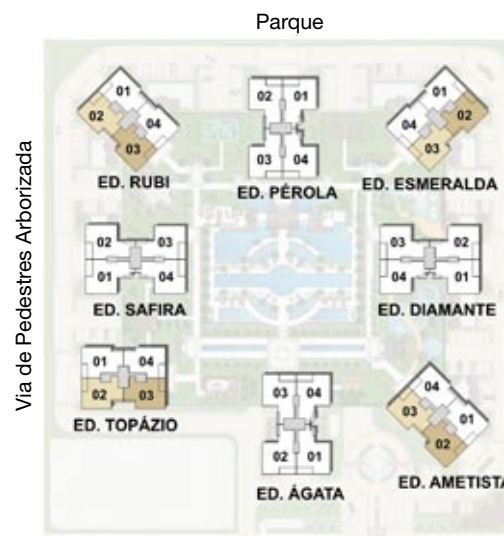 Parque
Via de Pedestres Arborizada
01
02
04
03
ED. RUBI
02 01
03 04
ED. PÉROLA
01
02
04
03
ED. ESMERALDA
02 03
01 04
ED. SAFIRA
03 02
04 01
ED. DIAMANTE
01 04
02 03
ED. TOPÁZIO
03 04
02 01
ED. ÁGATA
04
03
01
02
ED. AMETISTA